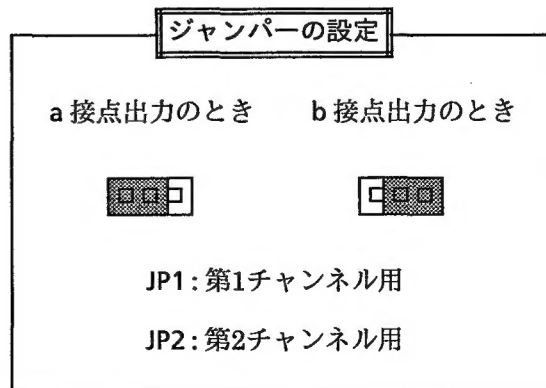 ジャンパーの設定
a 接点出力のとき
b 接点出力のとき
JP1 : 第1チャンネル用
JP2 : 第2チャンネル用